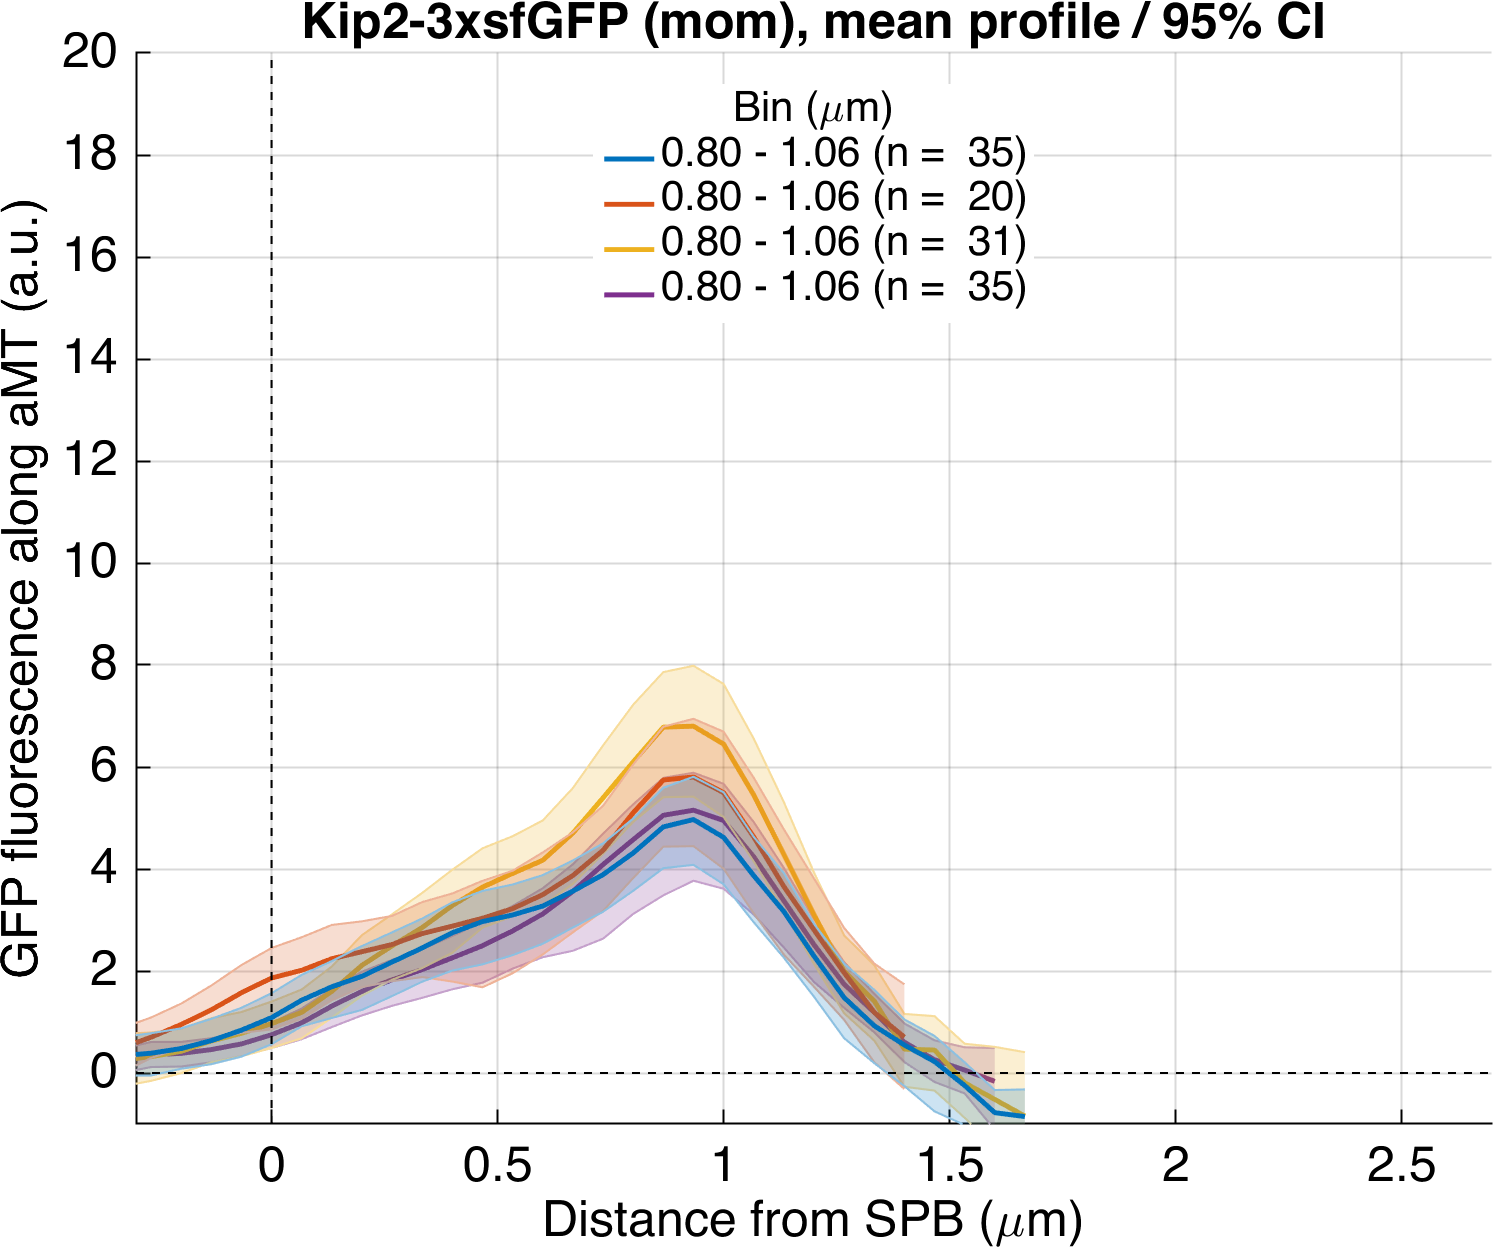 Kip2-3xsfGFP (mom), mean profile / 95% CI
GFP fluorescence along aMT (a.u.)
20
18
16
14
12
10
8
6
4
2
0
Bin (μm)
0.80 - 1.06 (n = 35)
0.80 - 1.06 (n = 20)
0.80 - 1.06 (n = 31)
0.80 - 1.06 (n = 35)
0 0.5 1 1.5 2 2.5
Distance from SPB (μm)